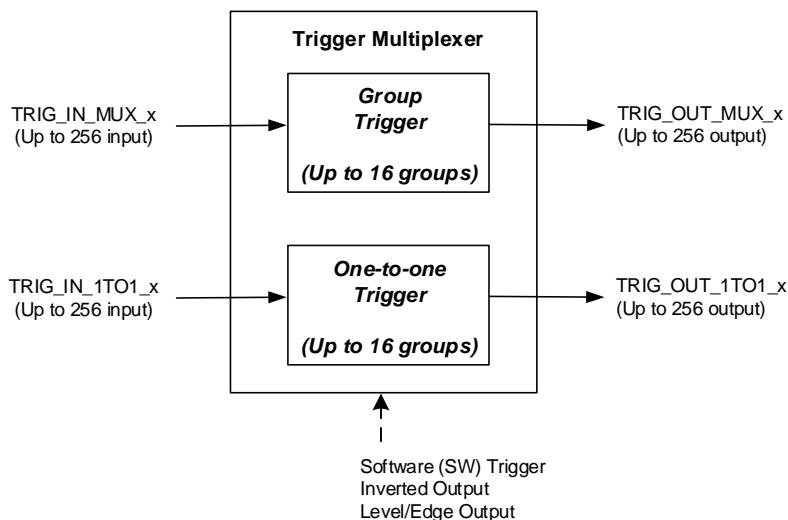 Trigger Multiplexer
TRIG_IN_MUX_x
(Up to 256 input)
Group
Trigger
(Up to 16 groups)
TRIG_OUT_MUX_x
(Up to 256 output)
TRIG_IN_1TO1_x
(Up to 256 input)
One-to-one
Trigger
(Up to 16 groups)
TRIG_OUT_1TO1_x
(Up to 256 output)
Software (SW) Trigger
Inverted Output
Level/Edge Output